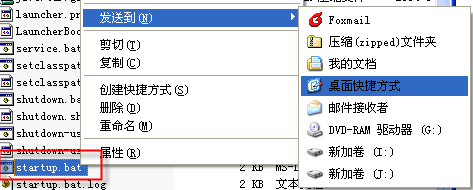 launcher.pr
LauncherBoo
service.bat
setclasspat
setclasspat
shutdown.ba
shutdown.ba
shutdown-us
shutdown-us
startup.bat
startup.bat.log
发送到(N)
剪切(T)
复制(C)
创建快捷方式(S)
删除(D)
重命名(M)
属性(R)
Foxmail
压缩(zipped)文件夹
我的文档
桌面快捷方式
邮件接收者
DVD-RAM 驱动器 (G:)
新加卷 (I:)
新加卷 (J:)
2 KB MS-
2 KB 文本